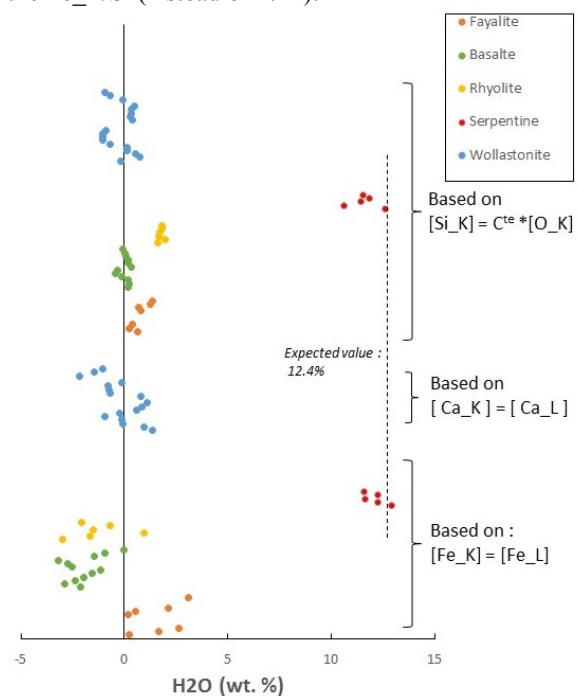 Fayalite
Basalte
Rhyolite
Serpentine
Wollastonite
Based on
[Si_K] = Cte *[O_K]
Expected value :
12.4%
Based on
[ Ca_K ] = [ Ca_L ]
Based on :
[Fe_K] = [Fe_L]
-5 0 5 10 15
H2O (wt. %)